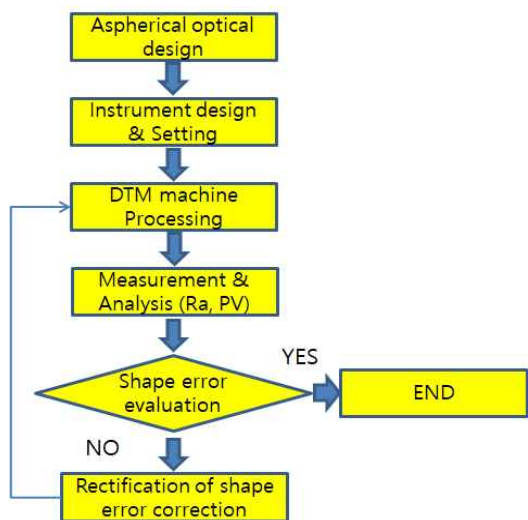 Aspherical optical
design
Instrument design
& Setting
DTM machine
Processing
Measurement &
Analysis (Ra, PV)
YES
Shape error
evaluation
END
NO
Rectification of shape
error correction